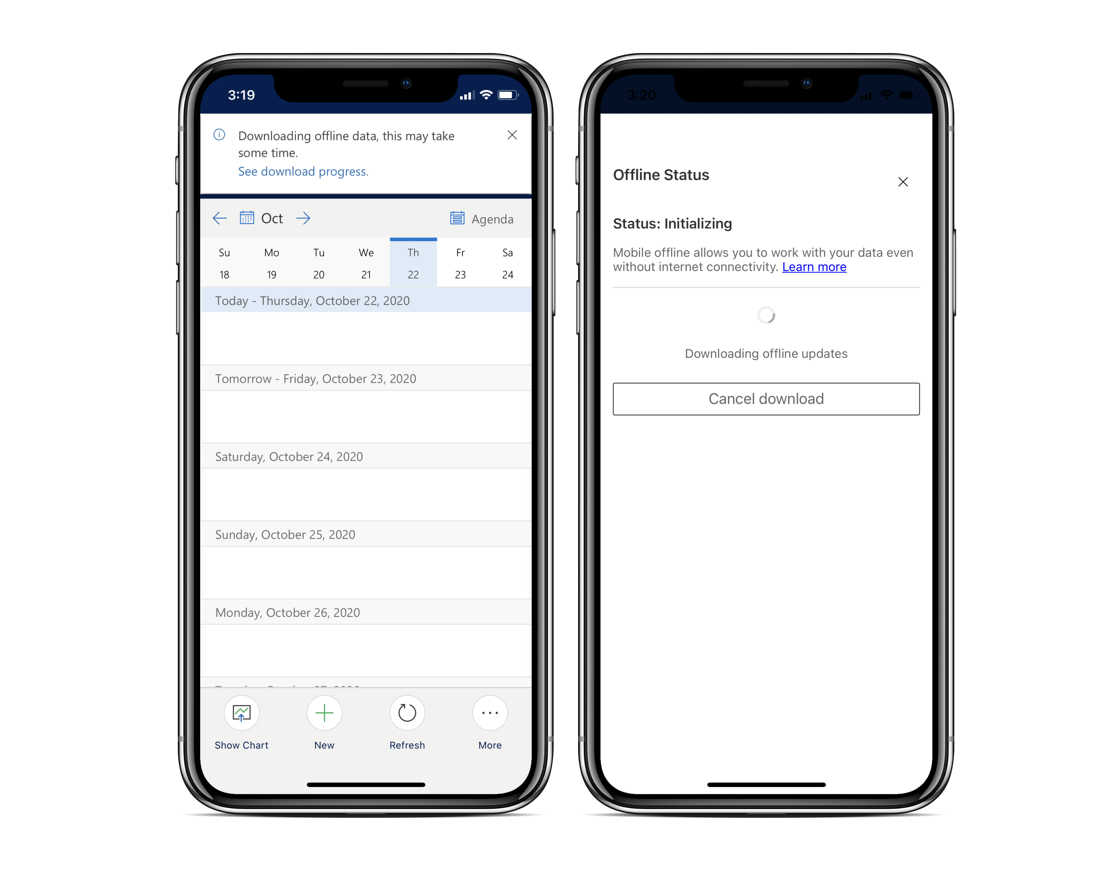 3:19
Downloading offline data, this may take
some time.
See download progress.
Oct
Agenda
Su Mo Tu We Th Fr Sa
18 19 20 21 22 23 24
Today - Thursday, October 22, 2020
Tomorrow - Friday, October 23, 2020
Saturday, October 24, 2020
Sunday, October 25, 2020
Monday, October 26, 2020
Show Chart New Refresh More
3:20
Offline Status
Status: Initializing
Mobile offline allows you to work with your data even
without internet connectivity. Learn more
Downloading offline updates
Cancel download